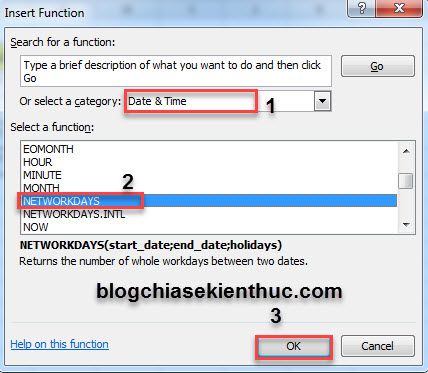 Insert Function
Search for a function:
Type a brief description of what you want to do and then click
Go
Go
Or select a category: Date & Time
1
Select a function:
EOMONTH
HOUR
MINUTE
MONTH
2
NETWORKDAYS
NETWORKDAYS.INTL
NOW
NETWORKDAYS(start_date;end_date;holidays)
Returns the number of whole workdays between two dates.
blogchiasekienthuc.com
3
Help on this function
OK
Cancel